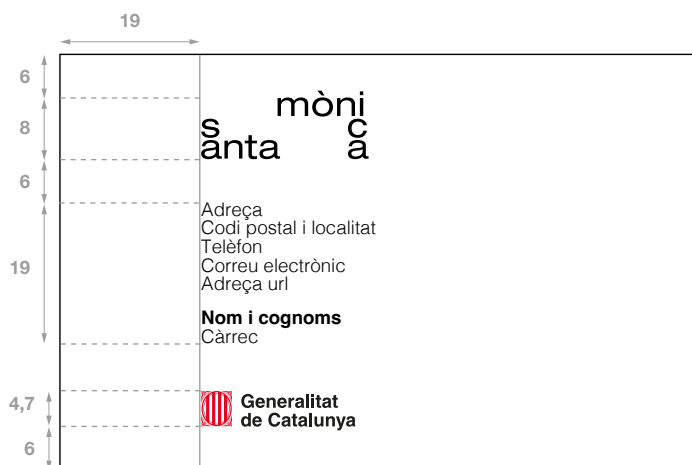 19
6
8
6
19
4,7
6
mòni
s c
anta a
Adreça
Codi postal i localitat
Telèfon
Correu electrònic
Adreça url
Nom i cognoms
Càrrec
Generalitat
de Catalunya